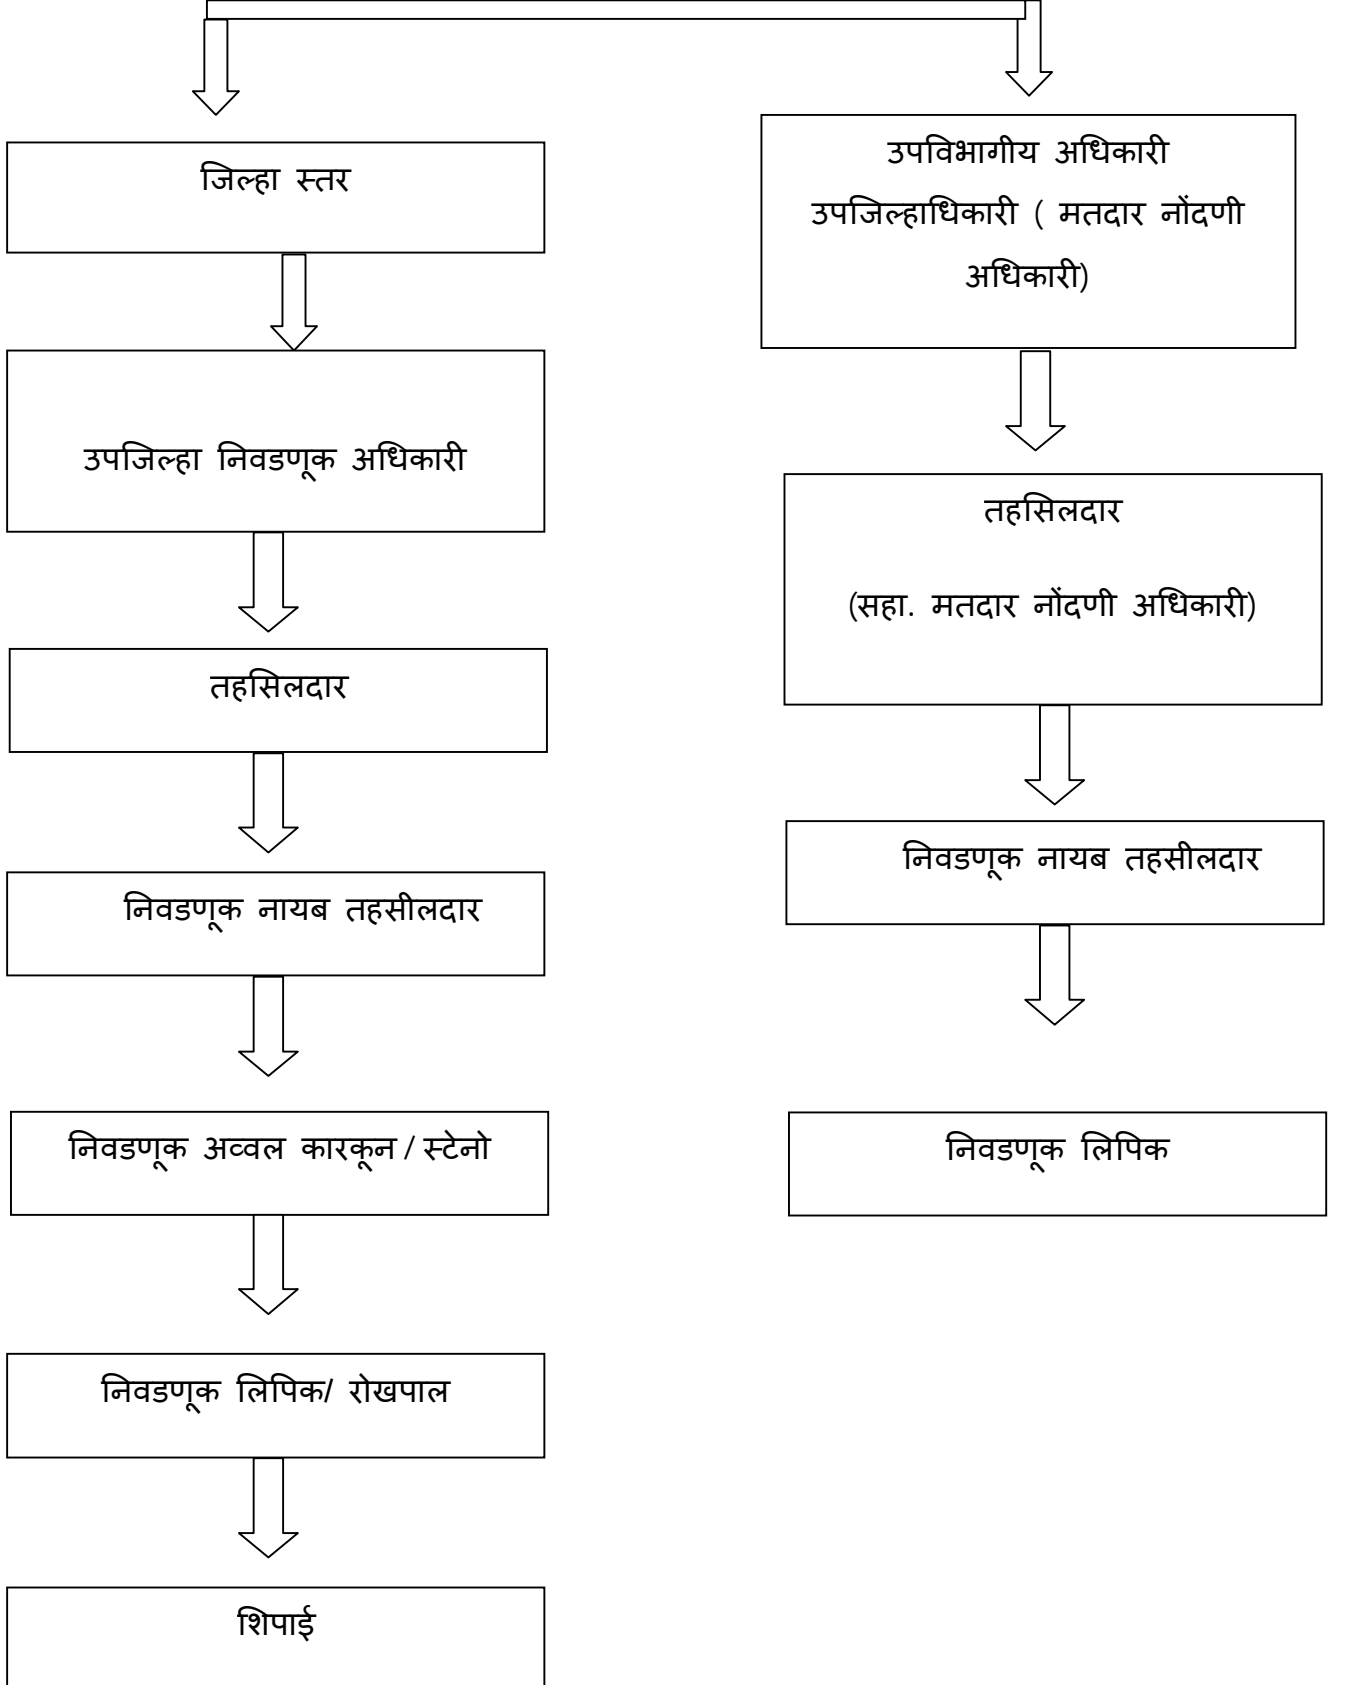 जिल्हा स्तर
उपजिल्हा निवडणूक अधिकारी
तहसिलदार
निवडणूक नायब तहसीलदार
निवडणूक अव्वल कारकून / स्टेनो
निवडणूक लिपिक/ रोखपाल
शिपाई
उपविभागीय अधिकारी
उपजिल्हाधिकारी ( मतदार नोंदणी
अधिकारी)
तहसिलदार
(सहा. मतदार नोंदणी अधिकारी)
निवडणूक नायब तहसीलदार
निवडणूक लिपिक